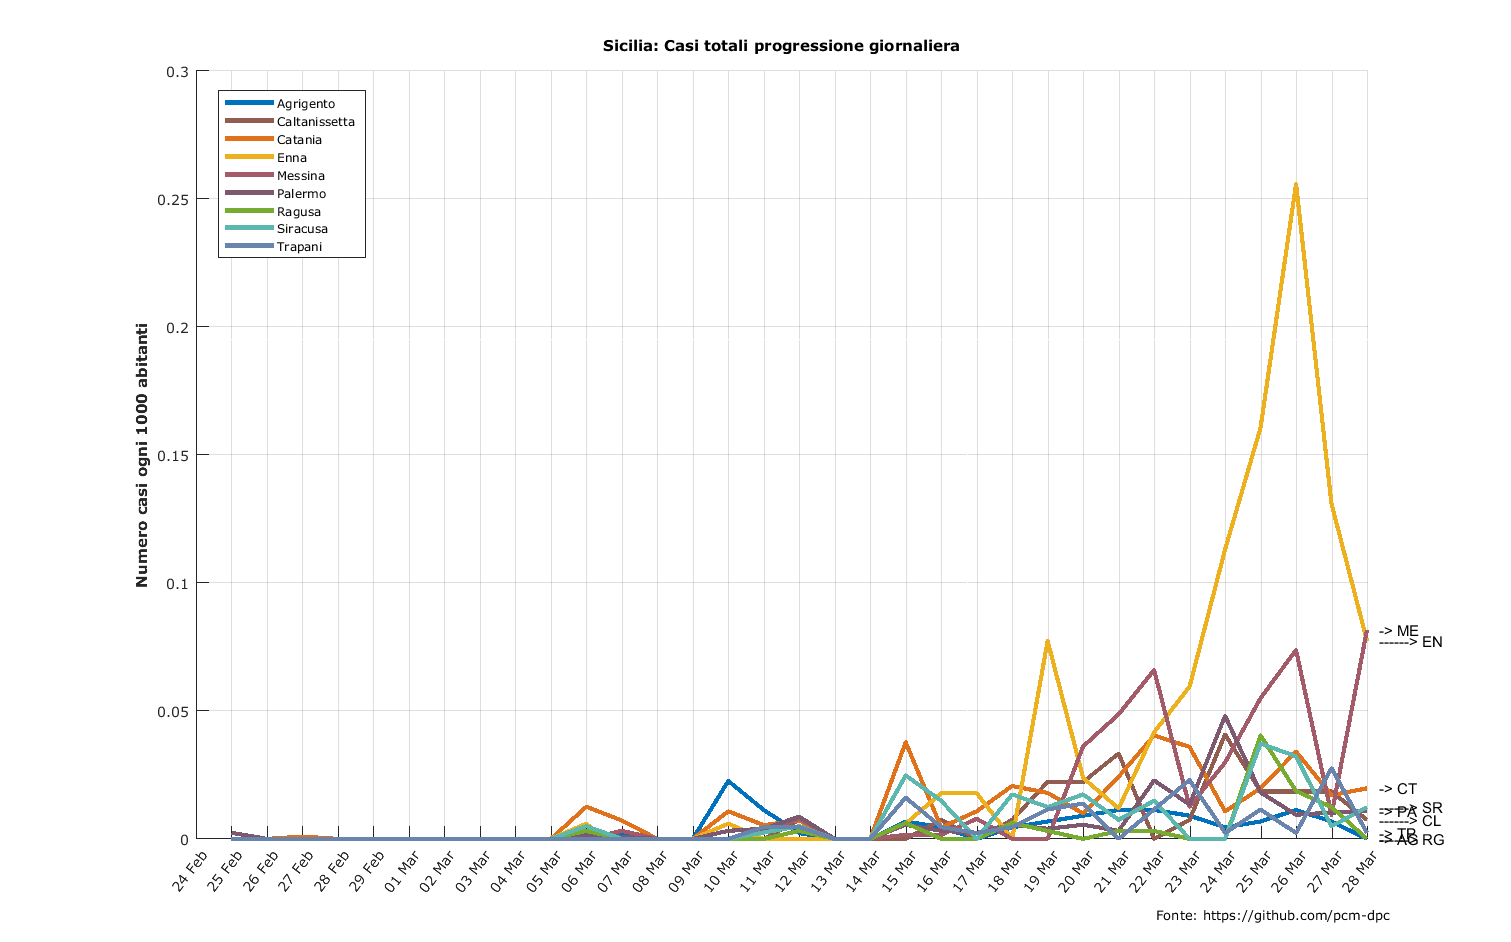 Sicilia: Casi totali progressione giornaliera
Numero casi ogni 1000 abitanti
0.3
0.25
0.2
0.15
0.1
0.05
0
Agrigento
Caltanissetta
Catania
Enna
Messina
Palermo
Ragusa
Siracusa
Trapani
-> ME
------> EN
-> CT
------> SR
-> PA
------> CL
-> TP
-> AG
RG
24 Feb
25 Feb
26 Feb
27 Feb
28 Feb
29 Feb
01 Mar
02 Mar
03 Mar
04 Mar
05 Mar
06 Mar
07 Mar
08 Mar
09 Mar
10 Mar
11 Mar
12 Mar
13 Mar
14 Mar
15 Mar
16 Mar
17 Mar
18 Mar
19 Mar
20 Mar
21 Mar
22 Mar
23 Mar
24 Mar
25 Mar
26 Mar
27 Mar
28 Mar
Fonte: https://github.com/pcm-dpc